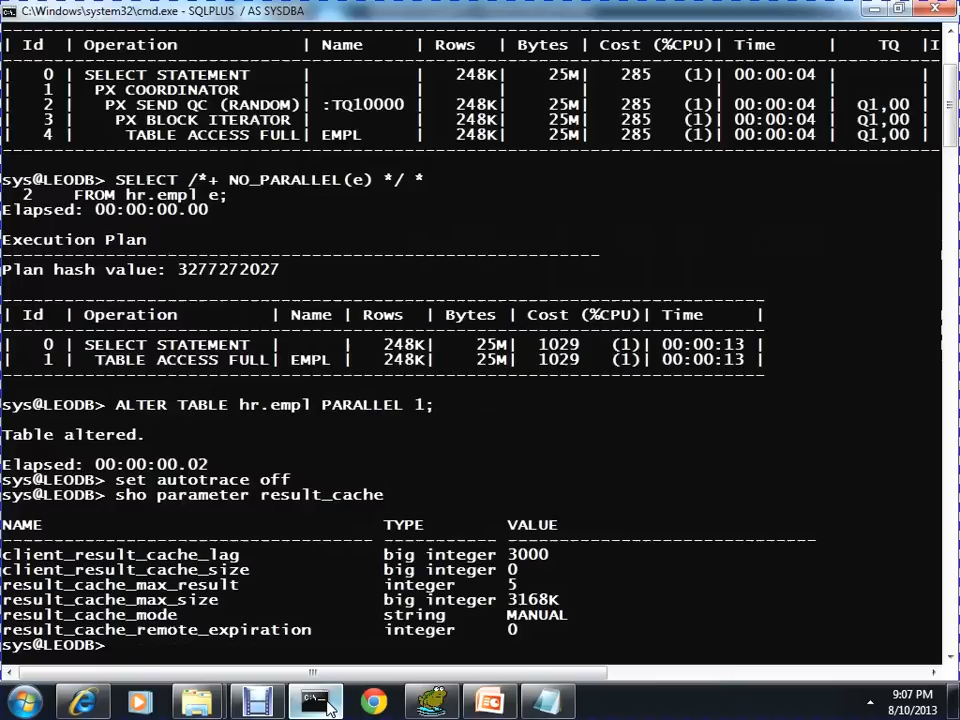 C:\Windows\system32\cmd.exe - SQLPLUS / AS SYSDBA
| Id | Operation | Name | Rows | Bytes | Cost (%CPU)| Time | TQ |I
| 0 | SELECT STATEMENT | | 248K| 25M| 285 (1)| 00:00:04 | |
| 1 | PX COORDINATOR | | | | | | |
| 2 | PX SEND QC (RANDOM)| :TQ10000 | 248K| 25M| 285 (1)| 00:00:04 | Q1,00 |
| 3 | PX BLOCK ITERATOR | | 248K| 25M| 285 (1)| 00:00:04 | Q1,00 |
| 4 | TABLE ACCESS FULL| EMPL | 248K| 25M| 285 (1)| 00:00:04 | Q1,00 |
sys@LEODB> SELECT /*+ NO_PARALLEL(e) */ *
2 FROM hr.empl e;
Elapsed: 00:00:00.00
Execution Plan
Plan hash value: 3277272027
| Id | Operation | Name | Rows | Bytes | Cost (%CPU)| Time |
| 0 | SELECT STATEMENT | | 248K| 25M| 1029 (1)| 00:00:13 |
| 1 | TABLE ACCESS FULL| EMPL | 248K| 25M| 1029 (1)| 00:00:13 |
sys@LEODB> ALTER TABLE hr.empl PARALLEL 1;
Table altered.
Elapsed: 00:00:00.02
sys@LEODB> set autotrace off
sys@LEODB> sho parameter result_cache
NAME TYPE VALUE
client_result_cache_lag big integer 3000
client_result_cache_size big integer 0
result_cache_max_result integer 5
result_cache_max_size big integer 3168K
result_cache_mode string MANUAL
result_cache_remote_expiration integer 0
sys@LEODB>
9:07 PM
8/10/2013